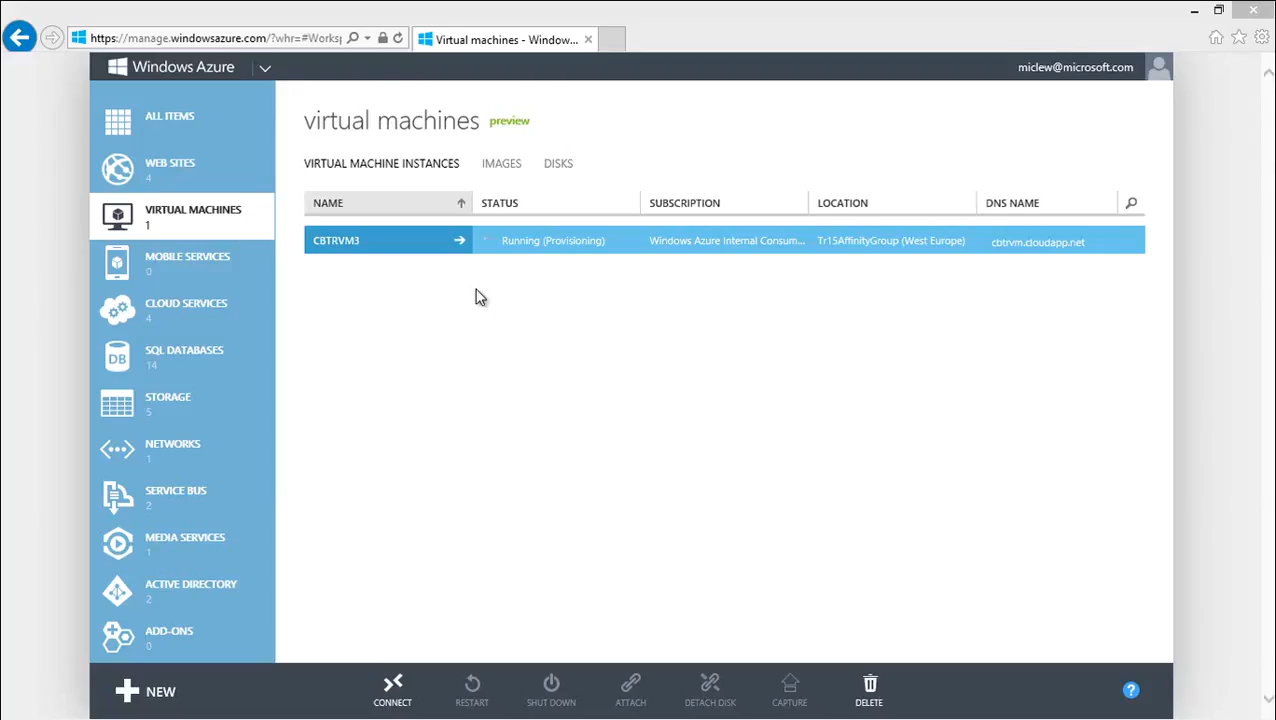 https://manage.windowsazure.com/?whr=#Works
Virtual machines - Window...
Windows Azure
miclew@microsoft.com
ALL ITEMS
WEB SITES
4
VIRTUAL MACHINES
1
MOBILE SERVICES
0
CLOUD SERVICES
4
SQL DATABASES
14
DB
STORAGE
5
NETWORKS
1
SERVICE BUS
2
MEDIA SERVICES
1
ACTIVE DIRECTORY
2
ADD-ONS
0
virtual machines preview
VIRTUAL MACHINE INSTANCES IMAGES DISKS
NAME STATUS SUBSCRIPTION LOCATION DNS NAME
CBTRVM3 Running (Provisioning) Windows Azure Internal Consum... Tr15AffinityGroup (West Europe) cbtrvm.cloudapp.net
NEW
CONNECT RESTART SHUT DOWN ATTACH DETACH DISK CAPTURE DELETE
?